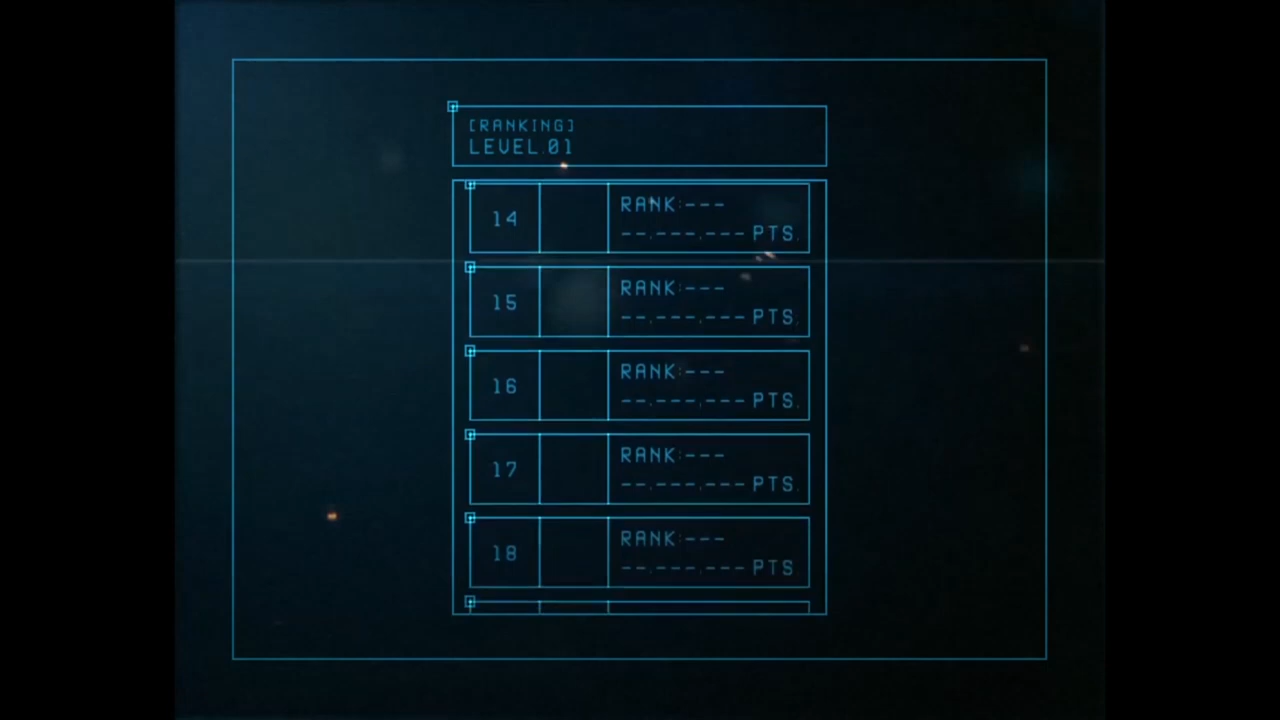 [RANKING]
LEVEL.01
14
RANK:---
--.---.---PTS.
15
RANK:---
--.---.---PTS.
16
RANK:---
--.---.---PTS.
17
RANK:---
--.---.---PTS.
18
RANK:---
--.---.---PTS